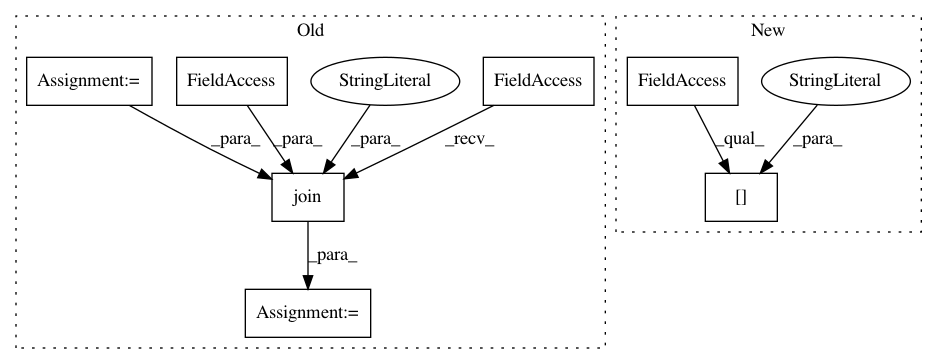 Old
New
Assignment:=
FieldAccess
StringLiteral
FieldAccess
FieldAccess
StringLiteral
_para_
_para_
_para_
_recv_
_qual_
_para_
join
[]
_para_
Assignment:=